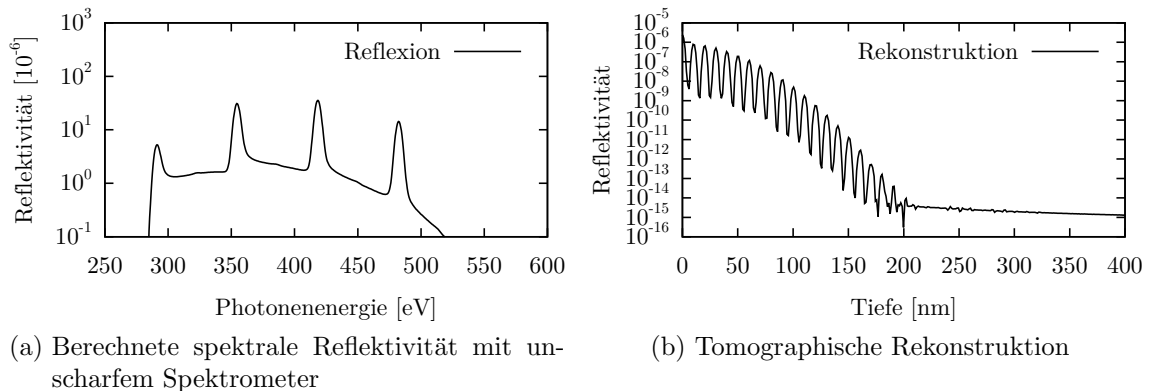 Reflektivität [10^-6]
10^3
10^2
10^1
10^0
10^-1
Reflexion
250 300 350 400 450 500 550 600
Photonenenergie [eV]
(a) Berechnete spektrale Reflektivität mit un-
scharfem Spektrometer
Reflektivität
10^-5
10^-6
10^-7
10^-8
10^-9
10^-10
10^-11
10^-12
10^-13
10^-14
10^-15
10^-16
Rekonstruktion
0 50 100 150 200 250 300 350 400
Tiefe [nm]
(b) Tomographische Rekonstruktion